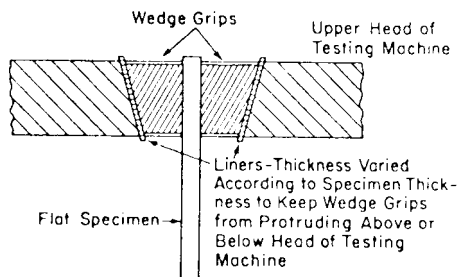 Wedge Grips
Upper Head of
Testing Machine
Liners-Thickness Varied
According to Specimen Thick-
ness to Keep Wedge Grips
from Protruding Above or
Below Head of Testing
Machine
Flat Specimen